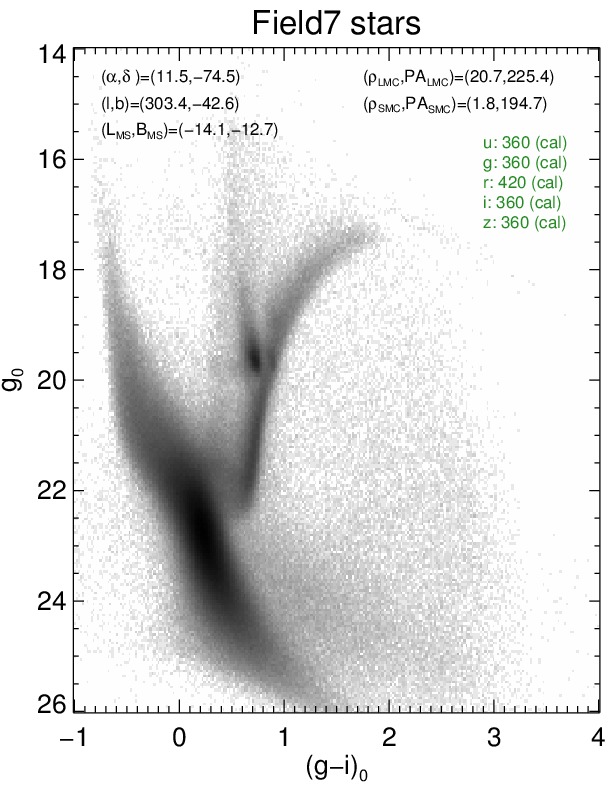 Field7 stars
14
(α,δ )=(11.5,−74.5)
(ρLMC,PALMC)=(20.7,225.4)
(l,b)=(303.4,−42.6)
(ρSMC,PASMC)=(1.8,194.7)
(LMS,BMS)=(−14.1,−12.7)
u: 360 (cal)
16
g: 360 (cal)
r: 420 (cal)
i: 360 (cal)
z: 360 (cal)
18
g0
20
22
24
26
−1 0 1 2 3 4
(g−i)0